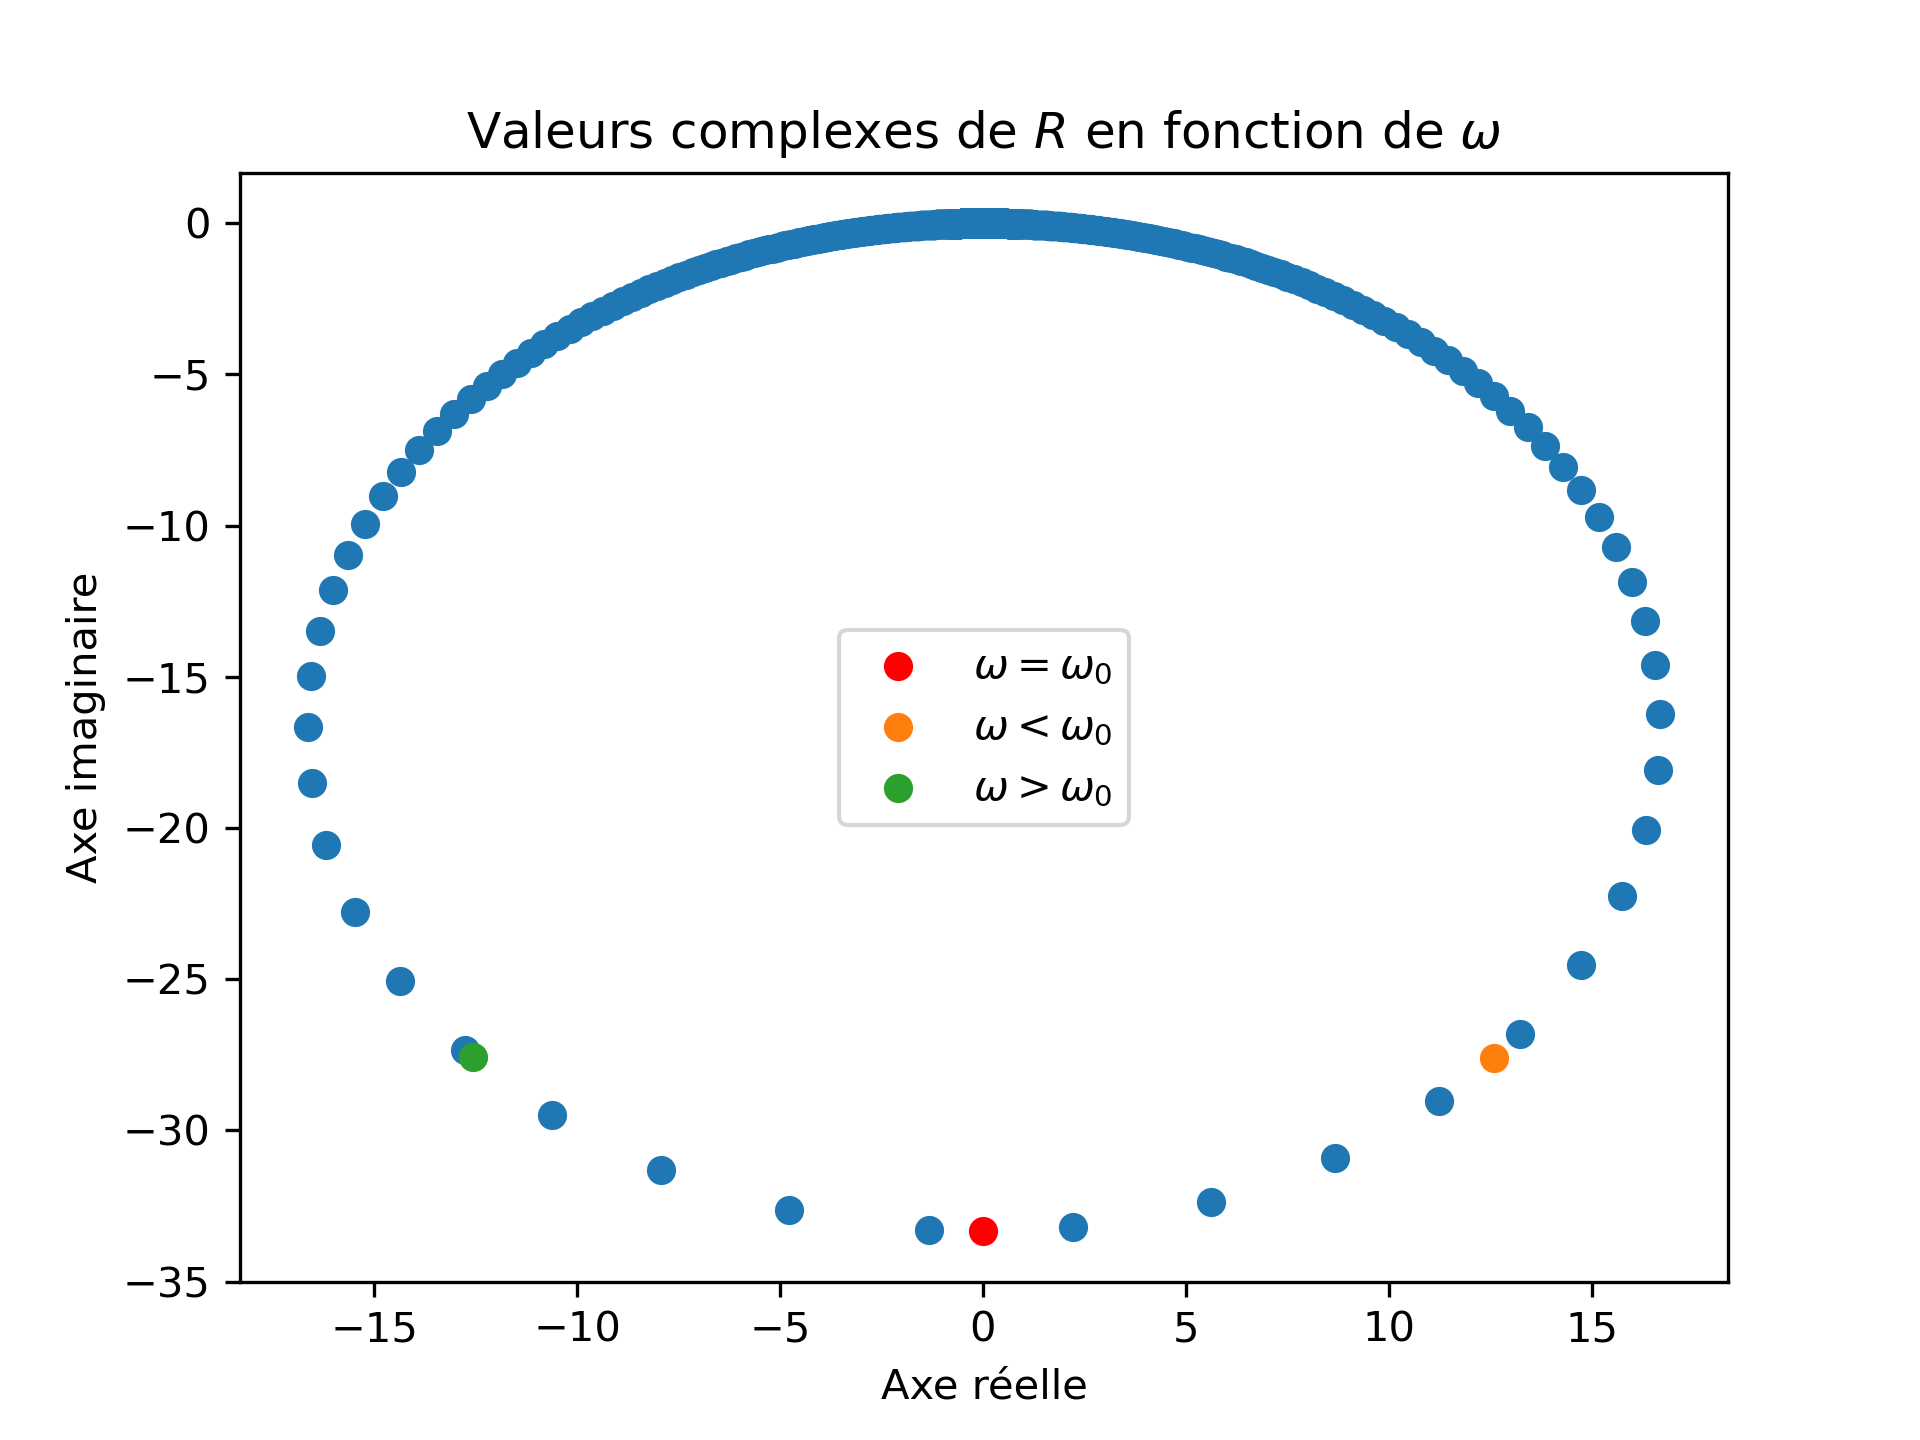 Valeurs complexes de R en fonction de ω
0
−5
−10
−15
−20
−25
−30
−35
Axe imaginaire
ω = ω₀
ω < ω₀
ω > ω₀
−15 −10 −5 0 5 10 15
Axe réelle